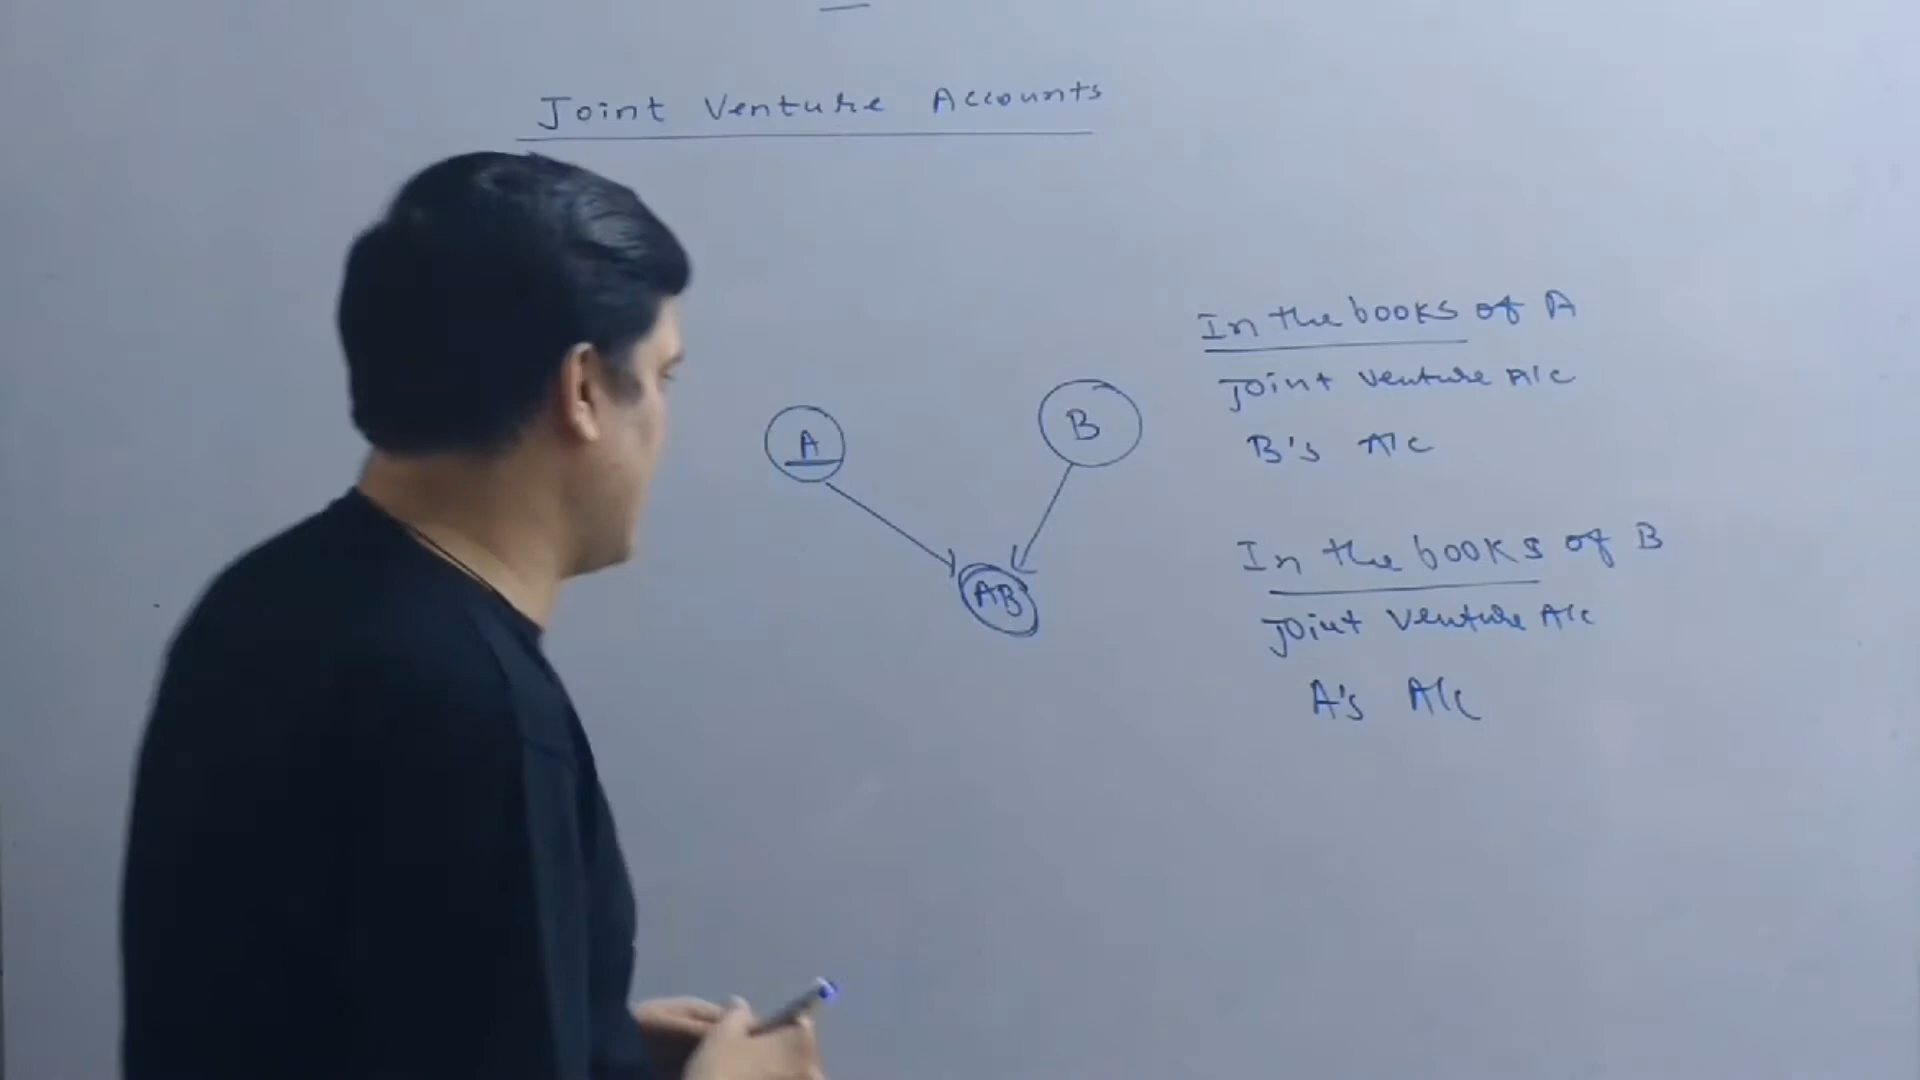 Joint Venture Accounts
In the books of A
Joint Venture A/c
A
B
B's A/c
In the books of B
AB
Joint Venture A/c
A's A/c